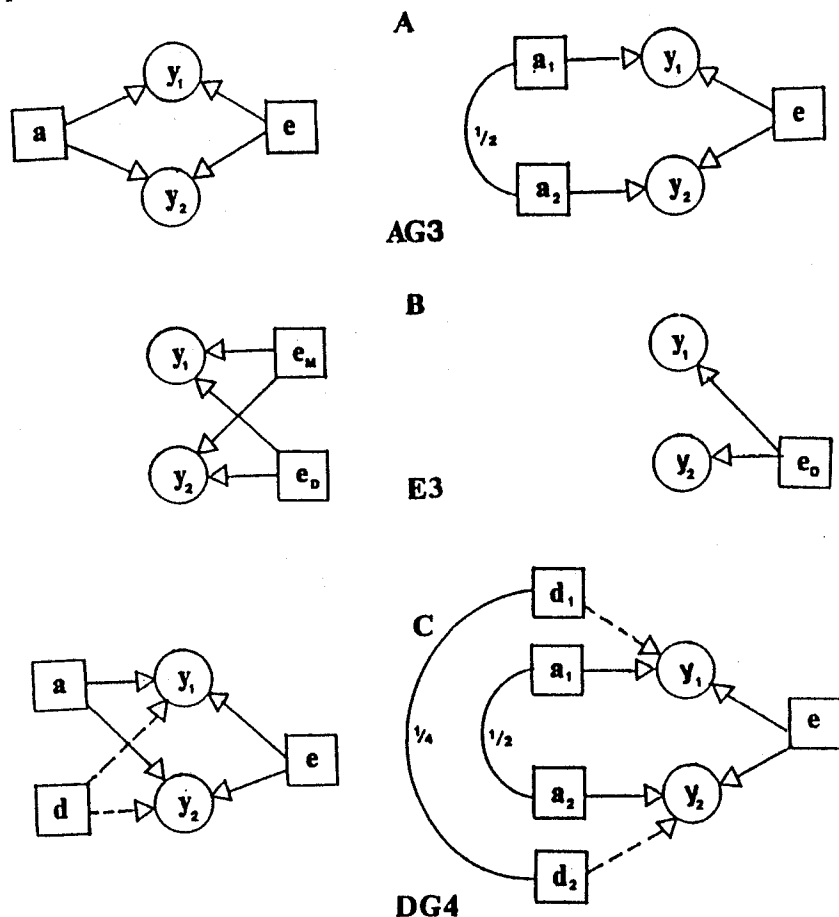 A
y₁
a
e
y₂
a₁
y₁
½
e
a₂
y₂
AG3
B
y₁
e_M
y₂
e_D
y₁
y₂
e_D
E3
C
a
y₁
d
y₂
e
d₁
a₁
y₁
¼
½
e
a₂
y₂
d₂
DG4